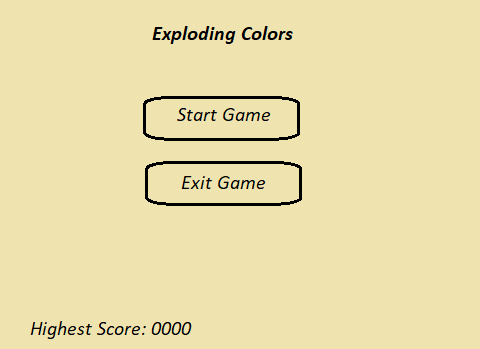 Exploding Colors
Start Game
Exit Game
Highest Score: 0000